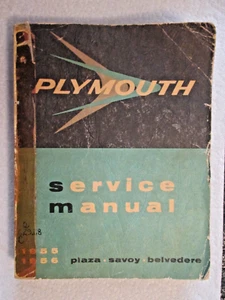 PLYMOUTH
service
manual
1955
1956 plaza · savoy · belvedere